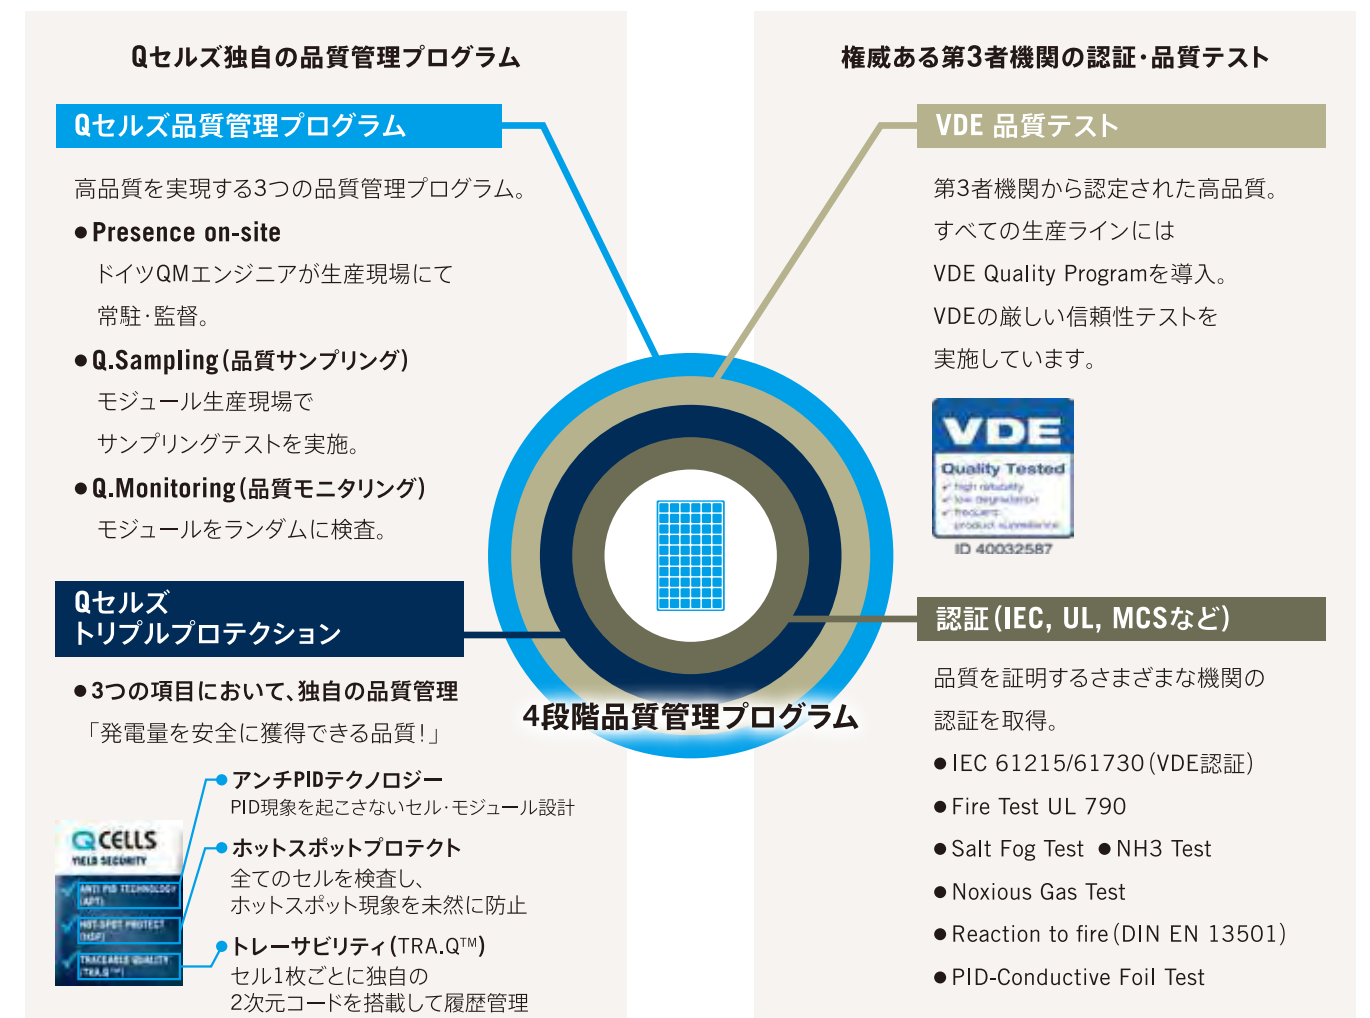 Qセルズ独自の品質管理プログラム
Qセルズ品質管理プログラム
高品質を実現する3つの品質管理プログラム。
●Presence on-site
ドイツQMエンジニアが生産現場にて
常駐・監督。
●Q.Sampling(品質サンプリング)
モジュール生産現場で
サンプリングテストを実施。
●Q.Monitoring(品質モニタリング)
モジュールをランダムに検査。
Qセルズ
トリプルプロテクション
●3つの項目において、独自の品質管理
「発電量を安全に獲得できる品質!」
アンチPIDテクノロジー
PID現象を起こさないセル・モジュール設計
ホットスポットプロテクト
全てのセルを検査し、
ホットスポット現象を未然に防止
トレーサビリティ(TRA.Q™)
セル1枚ごとに独自の
2次元コードを搭載して履歴管理
Q CELLS
YIELD SECURITY
ANTI PID TECHNOLOGY
(APT)
HOT-SPOT PROTECT
(HSP)
TRACEABLE QUALITY
(TRA.Q™)
4段階品質管理プログラム
権威ある第3者機関の認証・品質テスト
VDE 品質テスト
第3者機関から認定された高品質。
すべての生産ラインには
VDE Quality Programを導入。
VDEの厳しい信頼性テストを
実施しています。
VDE
Quality Tested
high reliability
low degradation
frequent
product surveillance
ID 40032587
認証(IEC, UL, MCSなど)
品質を証明するさまざまな機関の
認証を取得。
●IEC 61215/61730(VDE認証)
●Fire Test UL 790
●Salt Fog Test ●NH3 Test
●Noxious Gas Test
●Reaction to fire(DIN EN 13501)
●PID-Conductive Foil Test